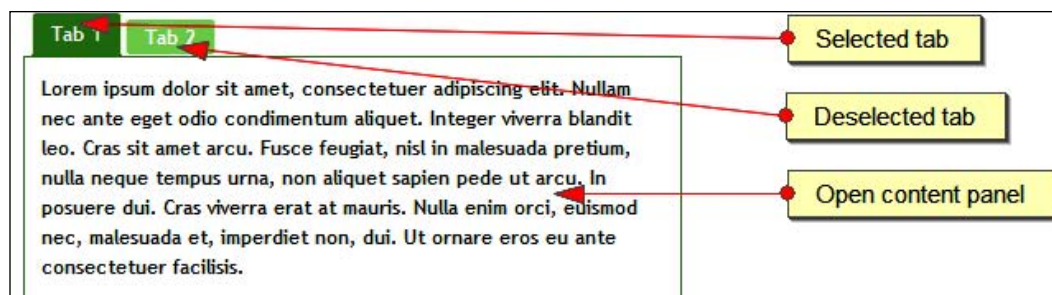 Tab 1
Tab 2
Selected tab
Deselected tab
Open content panel
Lorem ipsum dolor sit amet, consectetuer adipiscing elit. Nullam
nec ante eget odio condimentum aliquet. Integer viverra blandit
leo. Cras sit amet arcu. Fusce feugiat, nisl in malesuada pretium,
nulla neque tempus urna, non aliquet sapien pede ut arcu. In
posuere dui. Cras viverra erat at mauris. Nulla enim orci, euismod
nec, malesuada et, imperdiet non, dui. Ut ornare eros eu ante
consectetuer facilisis.